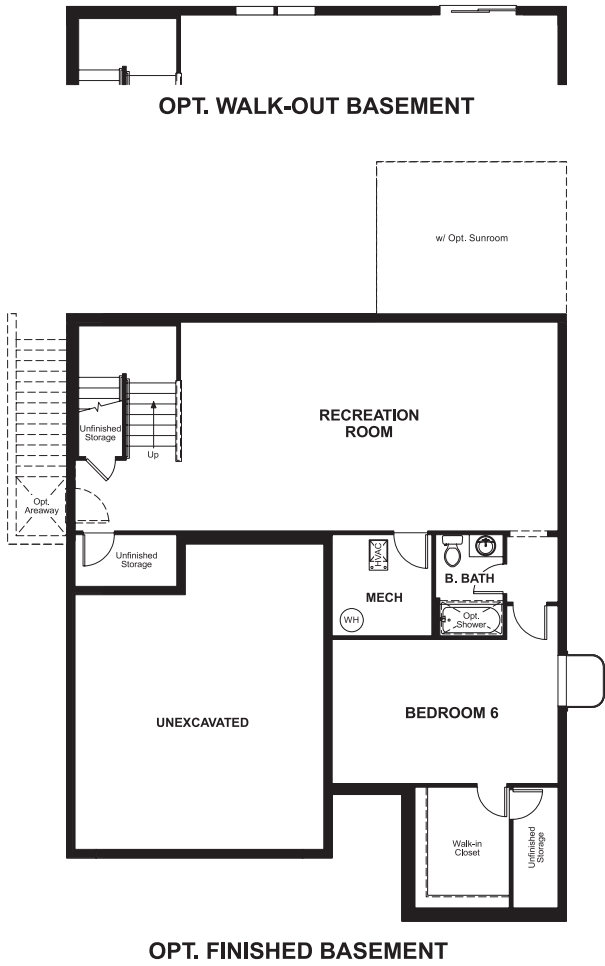 OPT. WALK-OUT BASEMENT
w/ Opt. Sunroom
RECREATION
ROOM
Unfinished
Storage
Up
Opt.
Areaway
Unfinished
Storage
HVAC
B. BATH
MECH
WH
Opt.
Shower
UNEXCAVATED
BEDROOM 6
Walk-in
Closet
Unfinished
Storage
OPT. FINISHED BASEMENT